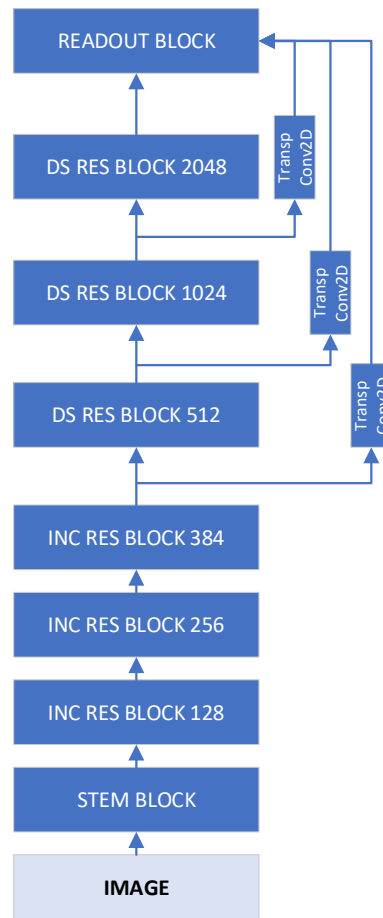 READOUT BLOCK
DS RES BLOCK 2048
Transp
Conv2D
DS RES BLOCK 1024
Transp
Conv2D
DS RES BLOCK 512
Transp
Conv2D
INC RES BLOCK 384
INC RES BLOCK 256
INC RES BLOCK 128
STEM BLOCK
IMAGE